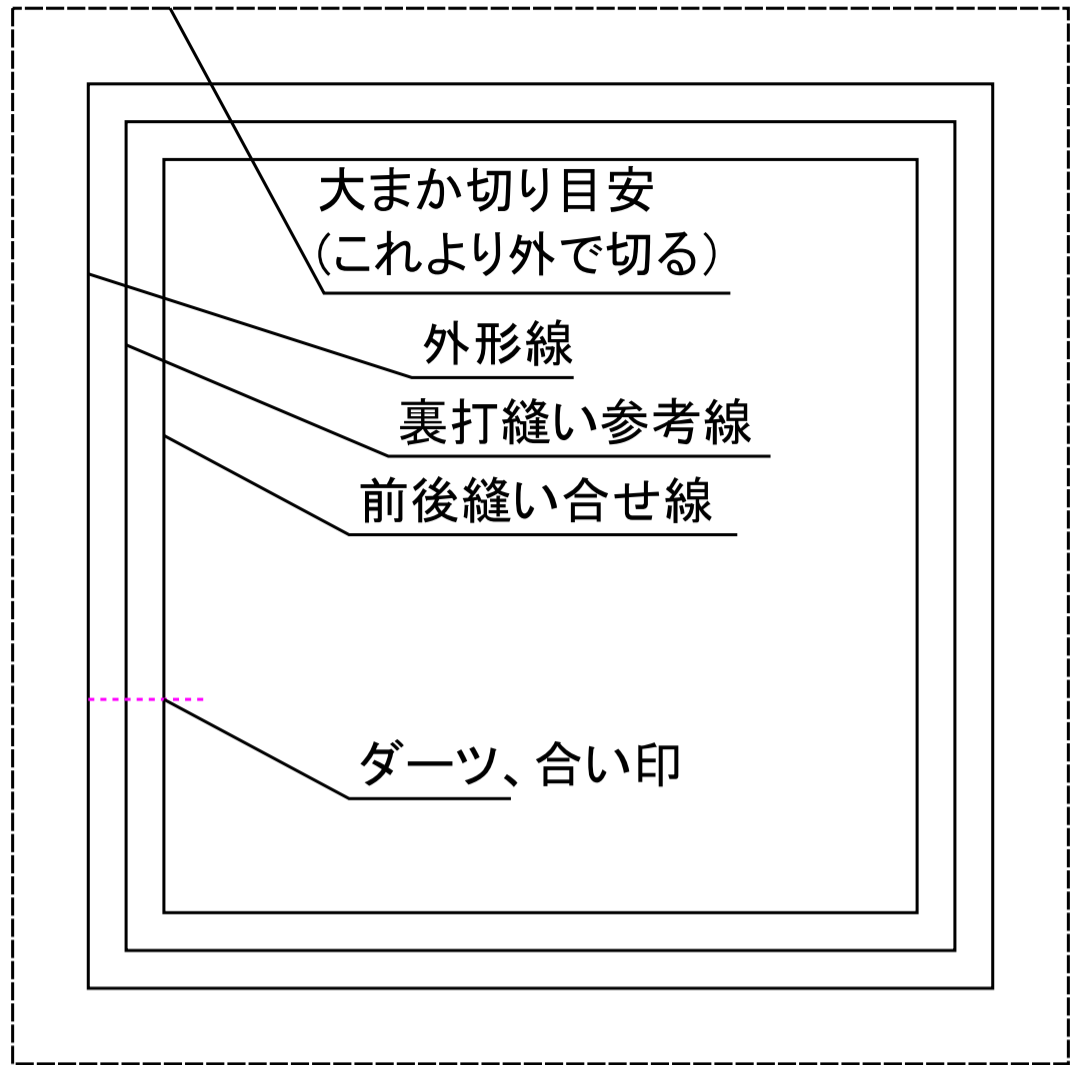 大まか切り目安
(これより外で切る)
外形線
裏打縫い参考線
前後縫い合せ線
ダーツ、合い印